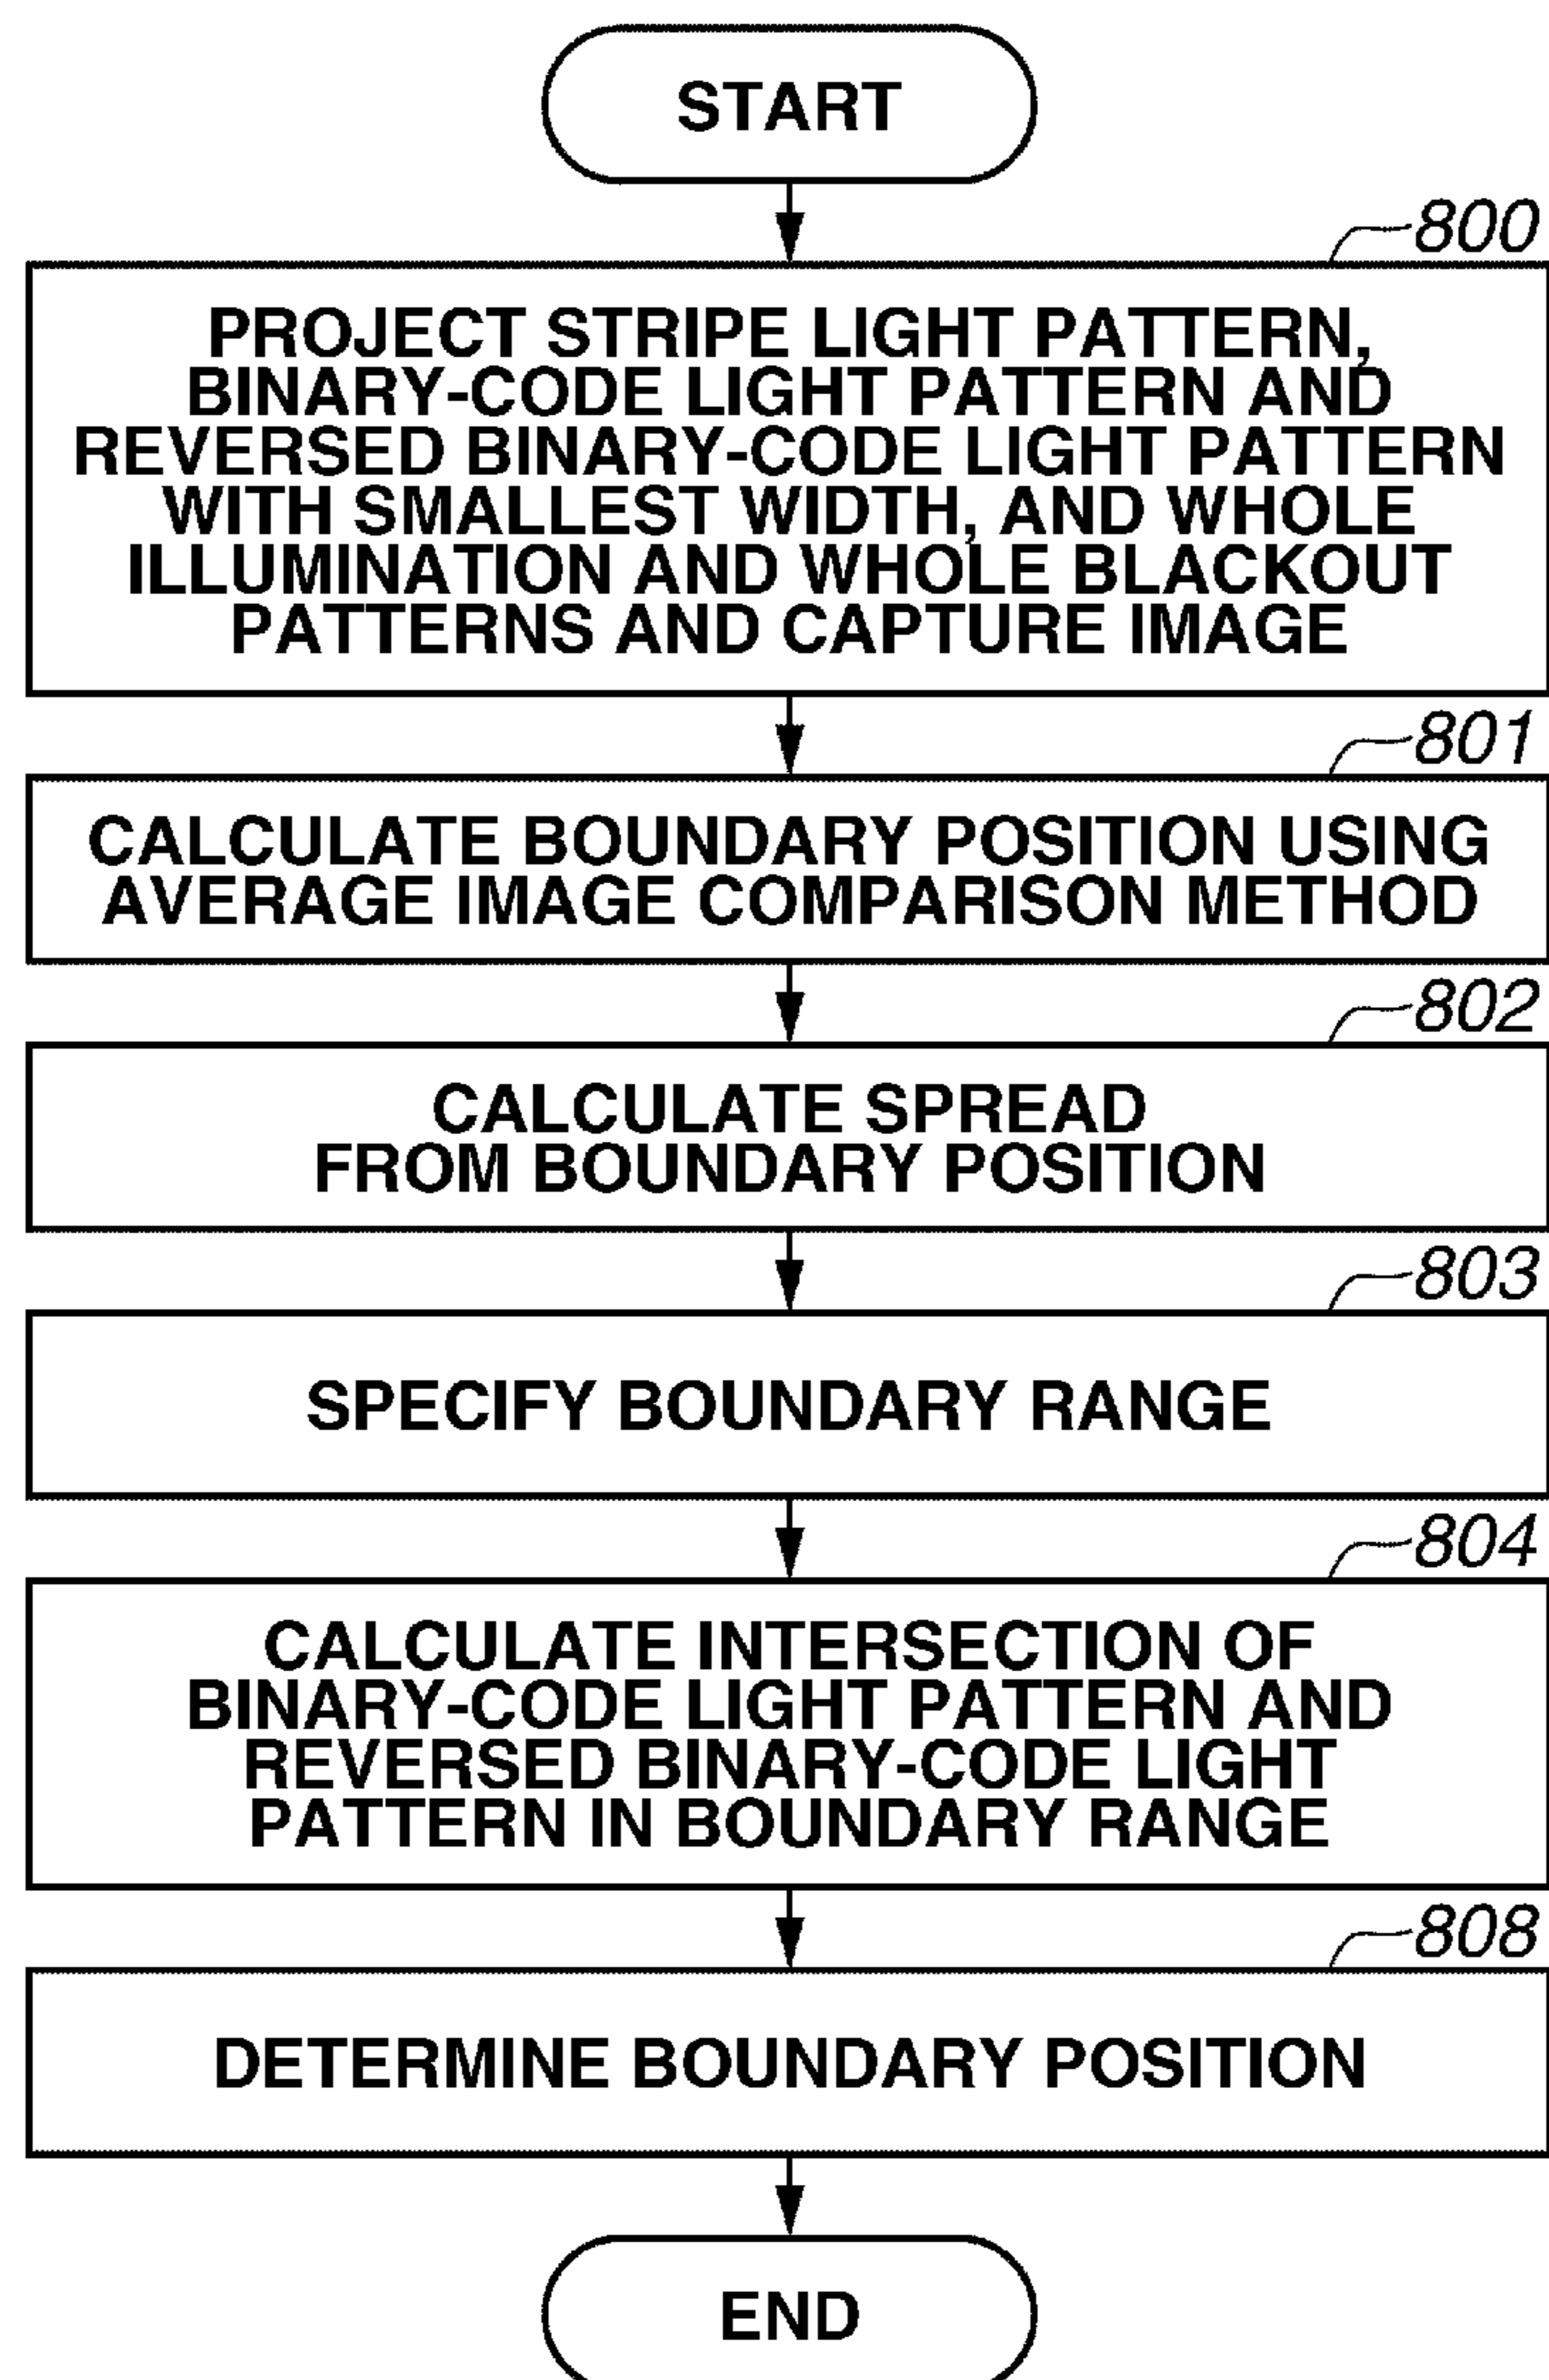 START
800
PROJECT STRIPE LIGHT PATTERN,
BINARY-CODE LIGHT PATTERN AND
REVERSED BINARY-CODE LIGHT PATTERN
WITH SMALLEST WIDTH, AND WHOLE
ILLUMINATION AND WHOLE BLACKOUT
PATTERNS AND CAPTURE IMAGE
801
CALCULATE BOUNDARY POSITION USING
AVERAGE IMAGE COMPARISON METHOD
802
CALCULATE SPREAD
FROM BOUNDARY POSITION
803
SPECIFY BOUNDARY RANGE
804
CALCULATE INTERSECTION OF
BINARY-CODE LIGHT PATTERN AND
REVERSED BINARY-CODE LIGHT
PATTERN IN BOUNDARY RANGE
808
DETERMINE BOUNDARY POSITION
END